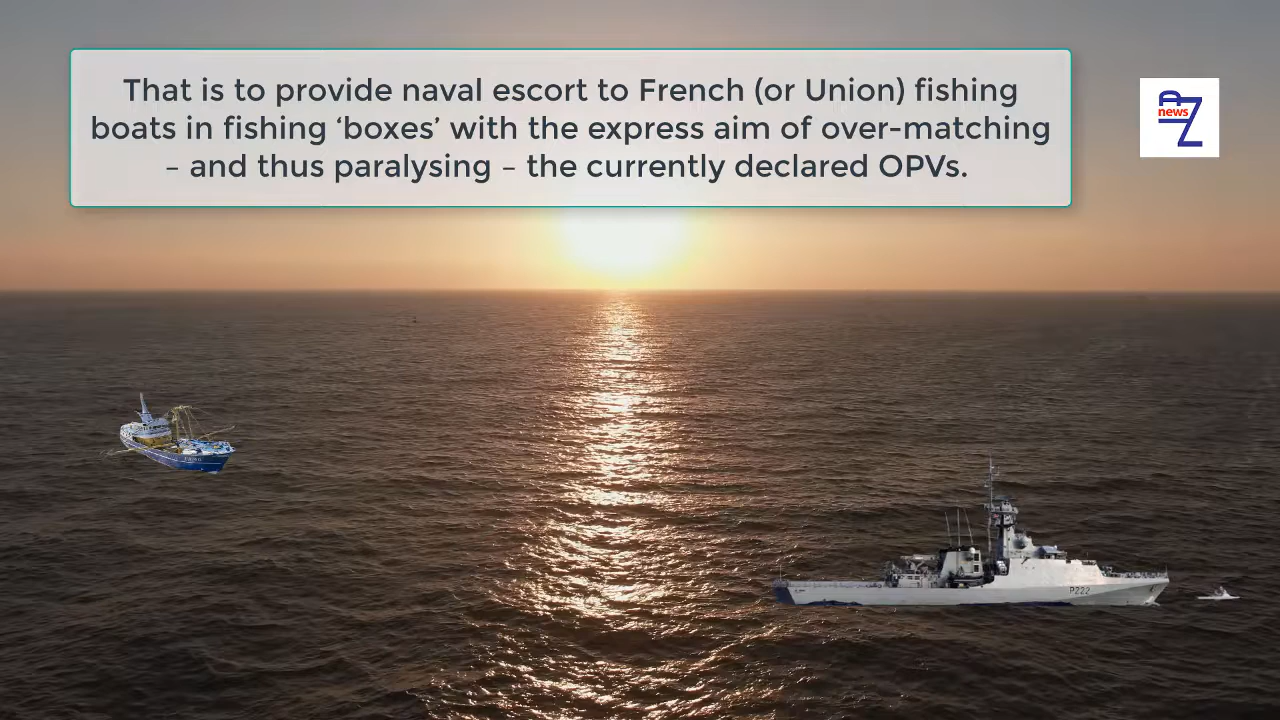 That is to provide naval escort to French (or Union) fishing
boats in fishing ‘boxes’ with the express aim of over-matching
– and thus paralysing – the currently declared OPVs.
A
news
Z
P222